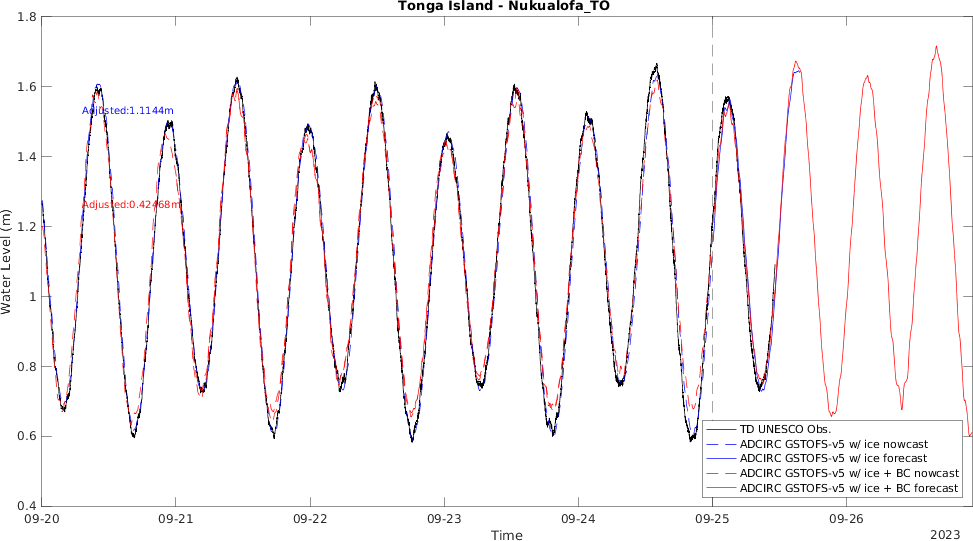 Tonga Island - Nukualofa_TO
1.8
1.6
1.4
1.2
1
0.8
0.6
0.4
Water Level (m)
Adjusted:1.1144m
Adjusted:0.42468m
TD UNESCO Obs.
ADCIRC GSTOFS-v5 w/ ice nowcast
ADCIRC GSTOFS-v5 w/ ice forecast
ADCIRC GSTOFS-v5 w/ ice + BC nowcast
ADCIRC GSTOFS-v5 w/ ice + BC forecast
09-20 09-21 09-22 09-23 09-24 09-25 09-26
Time
2023